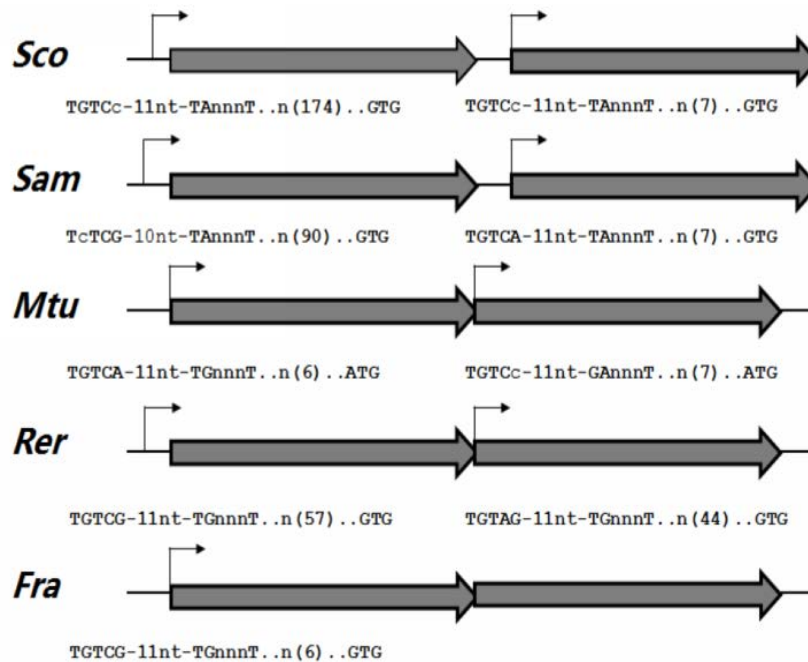 Sco
TGTCc-11nt-TAnnnT..n(174)..GTG TGTCc-11nt-TAnnnT..n(7)..GTG
Sam
TcTCG-10nt-TAnnnT..n(90)..GTG TGTCA-11nt-TAnnnT..n(7)..GTG
Mtu
TGTCA-11nt-TGnnnT..n(6)..ATG TGTCc-11nt-GAnnnT..n(7)..ATG
Rer
TGTCG-11nt-TGnnnT..n(57)..GTG TGTAG-11nt-TGnnnT..n(44)..GTG
Fra
TGTCG-11nt-TGnnnT..n(6)..GTG